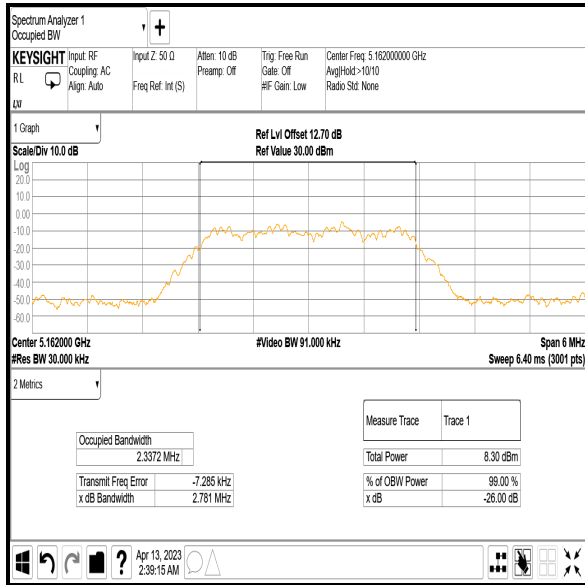 Spectrum Analyzer 1
Occupied BW
KEYSIGHT
R L
LXI
Input: RF
Coupling: AC
Align: Auto
Input Z: 50 Ω
Freq Ref: Int (S)
Atten: 10 dB
Preamp: Off
Trig: Free Run
Gate: Off
#IF Gain: Low
Center Freq: 5.162000000 GHz
Avg|Hold:>10/10
Radio Std: None
1 Graph
Scale/Div 10.0 dB
Ref Lvl Offset 12.70 dB
Ref Value 30.00 dBm
Log
20.0
10.0
0.00
-10.0
-20.0
-30.0
-40.0
-50.0
-60.0
Center 5.162000 GHz
#Video BW 91.000 kHz
Span 6 MHz
#Res BW 30.000 kHz
Sweep 6.40 ms (3001 pts)
2 Metrics
Occupied Bandwidth
2.3372 MHz
Transmit Freq Error -7.285 kHz
x dB Bandwidth 2.781 MHz
Measure Trace Trace 1
Total Power 8.30 dBm
% of OBW Power 99.00 %
x dB -26.00 dB
?
Apr 13, 2023
2:39:15 AM